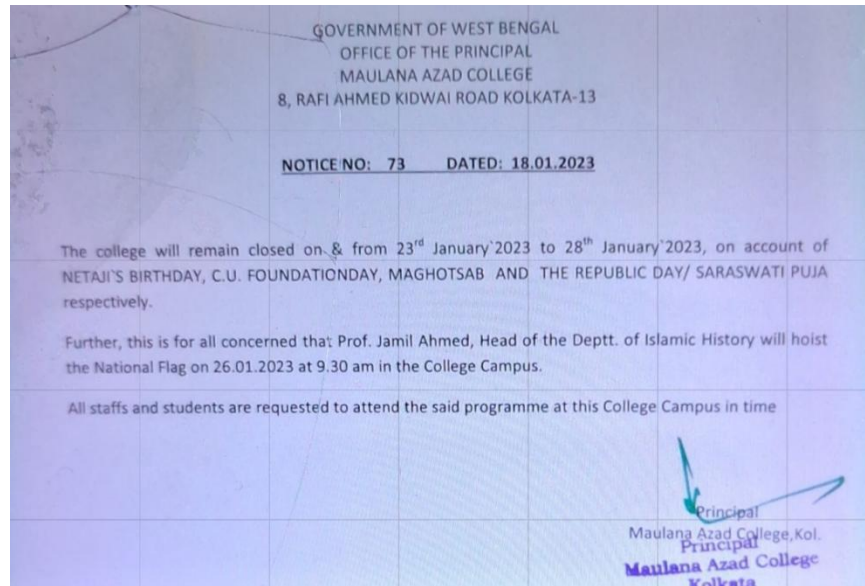 GOVERNMENT OF WEST BENGAL
OFFICE OF THE PRINCIPAL
MAULANA AZAD COLLEGE
8, RAFI AHMED KIDWAI ROAD KOLKATA-13
NOTICE NO: 73 DATED: 18.01.2023
The college will remain closed on & from 23rd January`2023 to 28th January`2023, on account of
NETAJI`S BIRTHDAY, C.U. FOUNDATIONDAY, MAGHOTSAB AND THE REPUBLIC DAY/ SARASWATI PUJA
respectively.
Further, this is for all concerned that Prof. Jamil Ahmed, Head of the Deptt. of Islamic History will hoist
the National Flag on 26.01.2023 at 9.30 am in the College Campus.
All staffs and students are requested to attend the said programme at this College Campus in time
Principal
Maulana Azad College,Kol.
Principal
Maulana Azad College
Kolkata